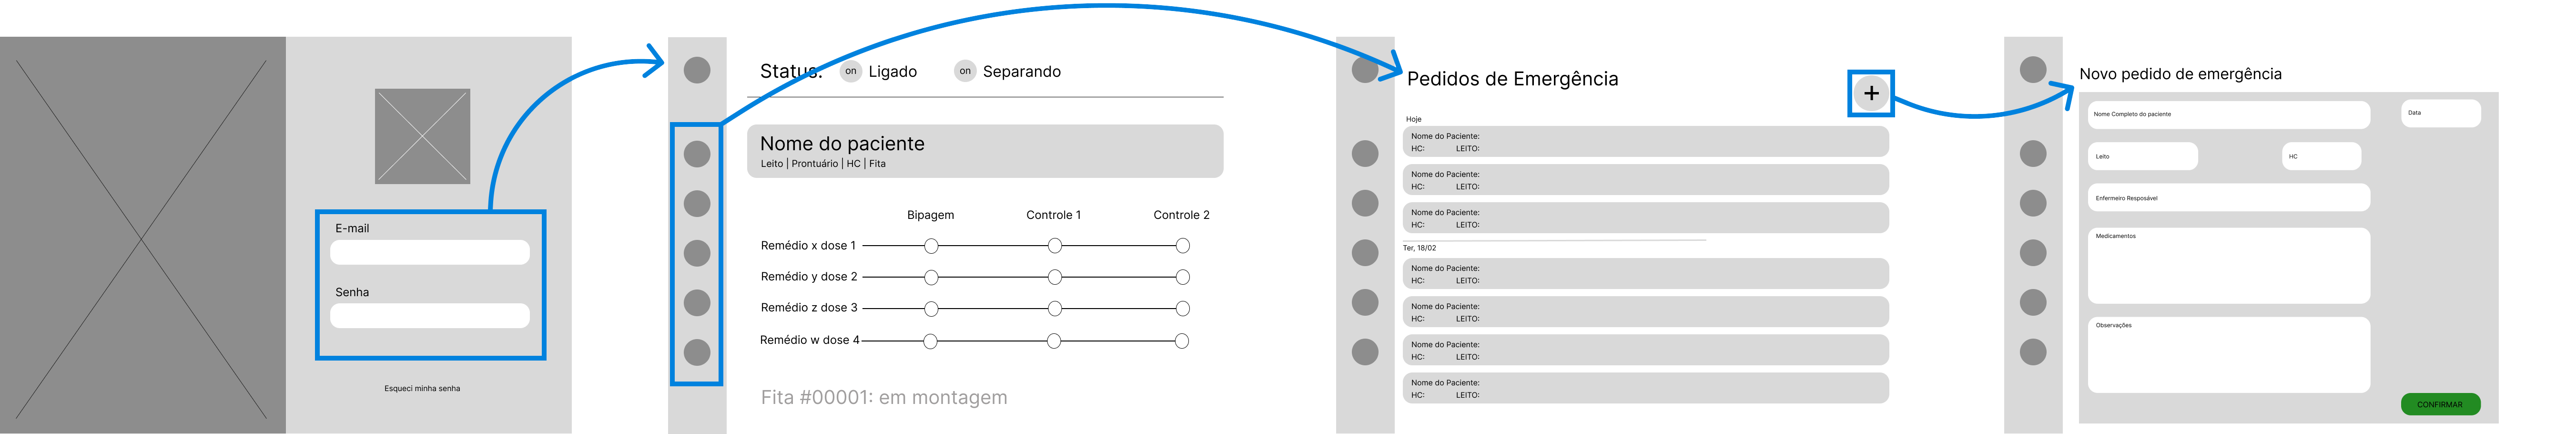 E-mail
Senha
Esqueci minha senha
Status:
on Ligado
on Separando
Nome do paciente
Leito | Prontuário | HC | Fita
Bipagem
Controle 1
Controle 2
Remédio x dose 1
Remédio y dose 2
Remédio z dose 3
Remédio w dose 4
Fita #00001: em montagem
Pedidos de Emergência
+
Hoje
Nome do Paciente:
HC: LEITO:
Nome do Paciente:
HC: LEITO:
Nome do Paciente:
HC: LEITO:
Ter, 18/02
Nome do Paciente:
HC: LEITO:
Nome do Paciente:
HC: LEITO:
Nome do Paciente:
HC: LEITO:
Nome do Paciente:
HC: LEITO:
Novo pedido de emergência
Nome Completo do paciente
Data
Leito
HC
Enfermeiro Resposável
Medicamentos
Observações
CONFIRMAR